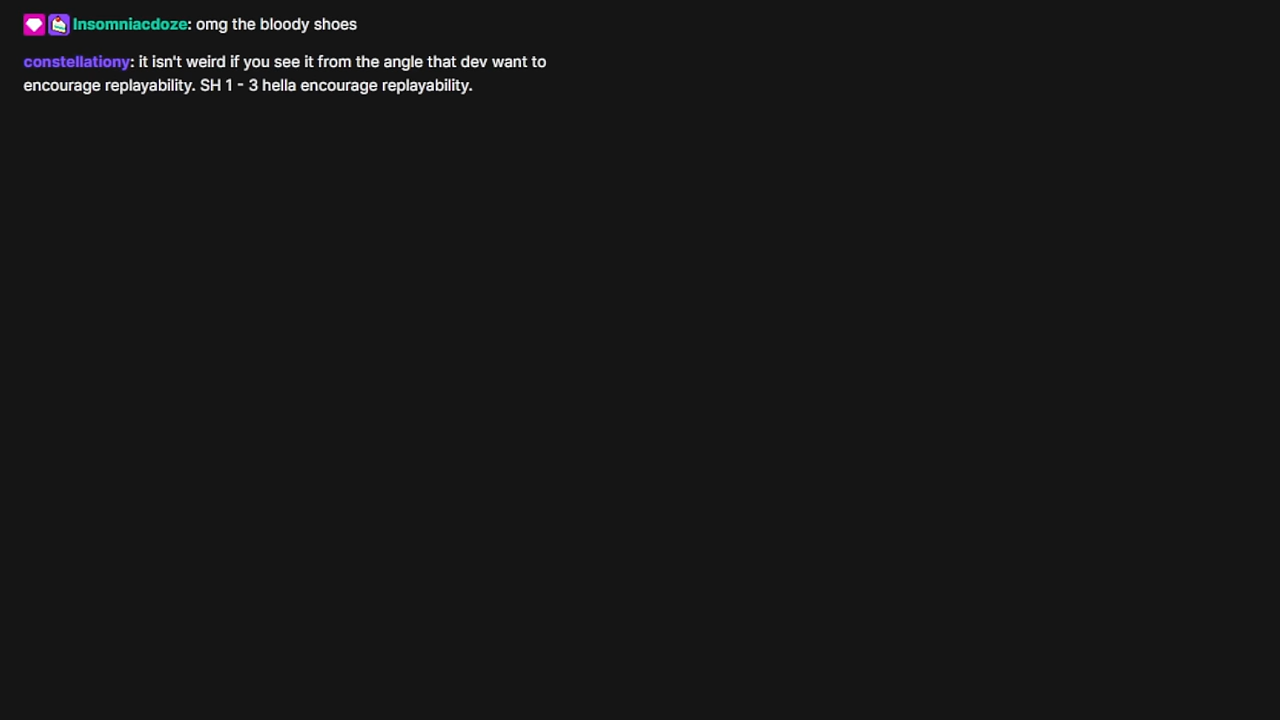 Insomniacdoze: omg the bloody shoes
constellationy: it isn't weird if you see it from the angle that dev want to
encourage replayability. SH 1 - 3 hella encourage replayability.